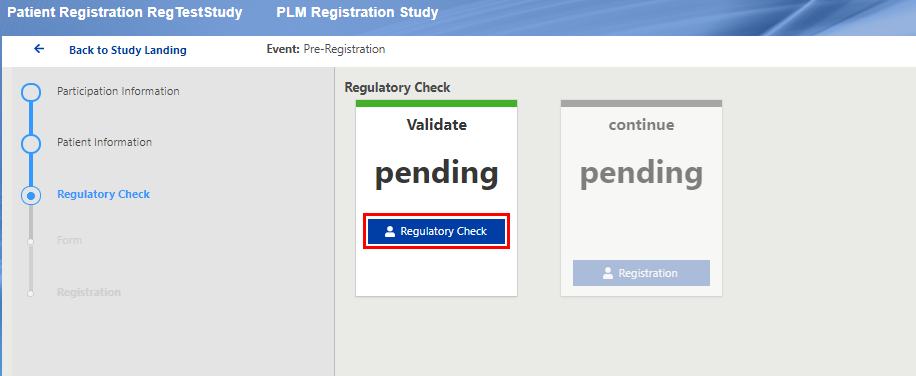 Patient Registration RegTestStudy PLM Registration Study
Back to Study Landing Event: Pre-Registration
Participation Information
Patient Information
Regulatory Check
Form
Registration
Regulatory Check
Validate
pending
Regulatory Check
continue
pending
Registration